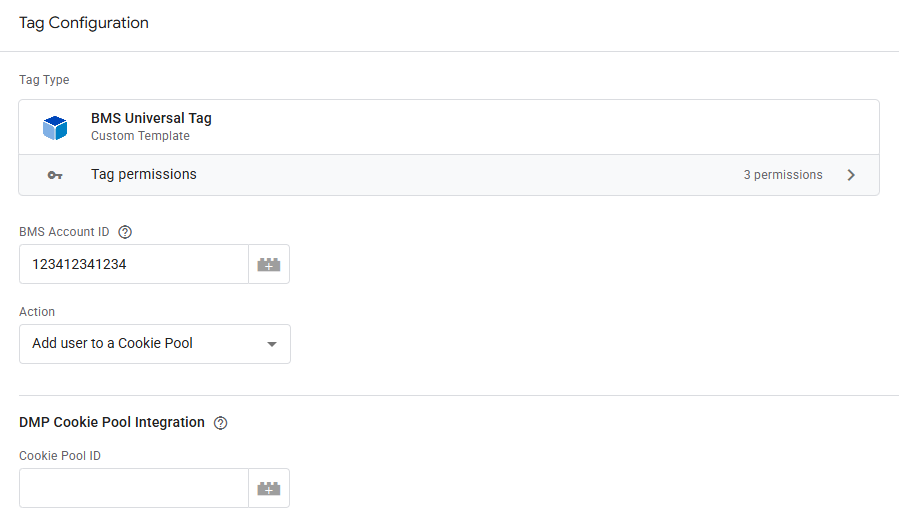 Tag Configuration
Tag Type
BMS Universal Tag
Custom Template
Tag permissions 3 permissions
BMS Account ID
123412341234
Action
Add user to a Cookie Pool
DMP Cookie Pool Integration
Cookie Pool ID